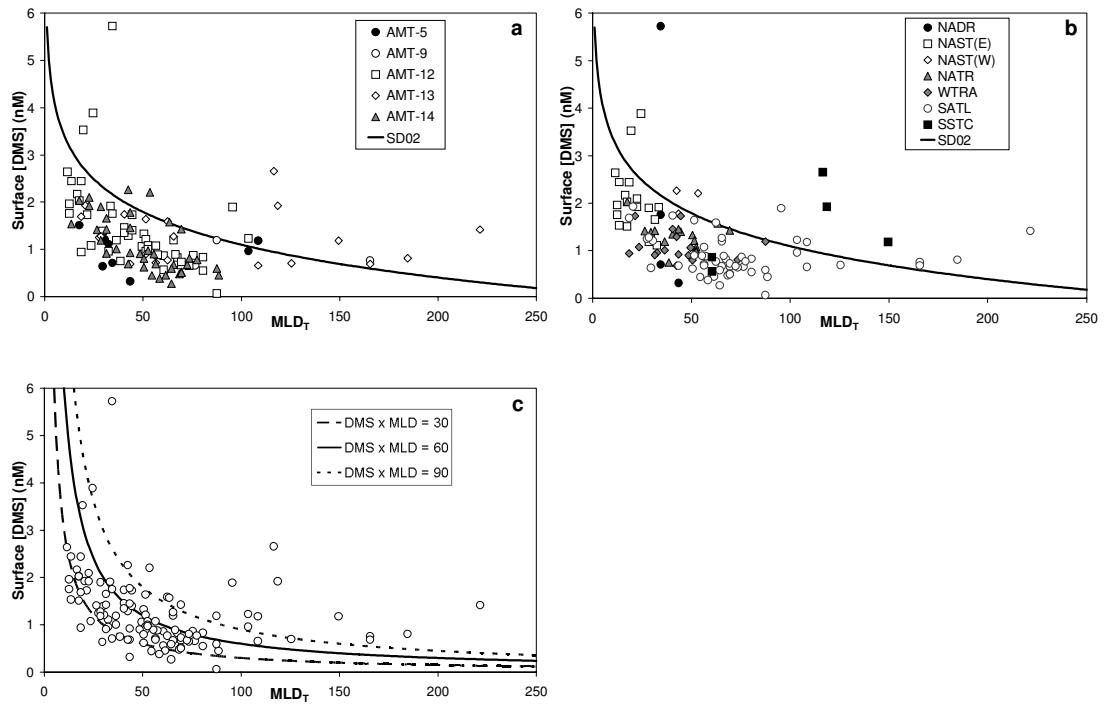 a
AMT-5
AMT-9
AMT-12
AMT-13
AMT-14
SD02
Surface [DMS] (nM)
6
5
4
3
2
1
0
0 50 100 150 200 250
MLDT
b
NADR
NAST(E)
NAST(W)
NATR
WTRA
SATL
SSTC
SD02
Surface [DMS] (nM)
6
5
4
3
2
1
0
0 50 100 150 200 250
MLDT
c
DMS x MLD = 30
DMS x MLD = 60
DMS x MLD = 90
Surface [DMS] (nM)
6
5
4
3
2
1
0
0 50 100 150 200 250
MLDT